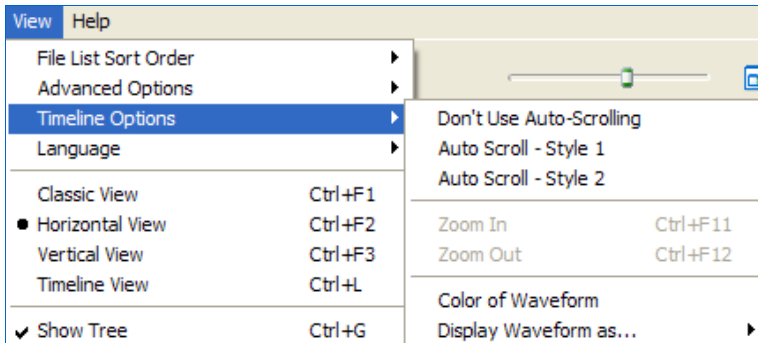 View Help
File List Sort Order
Advanced Options
Timeline Options
Language
Classic View Ctrl+F1
Horizontal View Ctrl+F2
Vertical View Ctrl+F3
Timeline View Ctrl+L
Show Tree Ctrl+G
Don't Use Auto-Scrolling
Auto Scroll - Style 1
Auto Scroll - Style 2
Zoom In Ctrl+F11
Zoom Out Ctrl+F12
Color of Waveform
Display Waveform as...